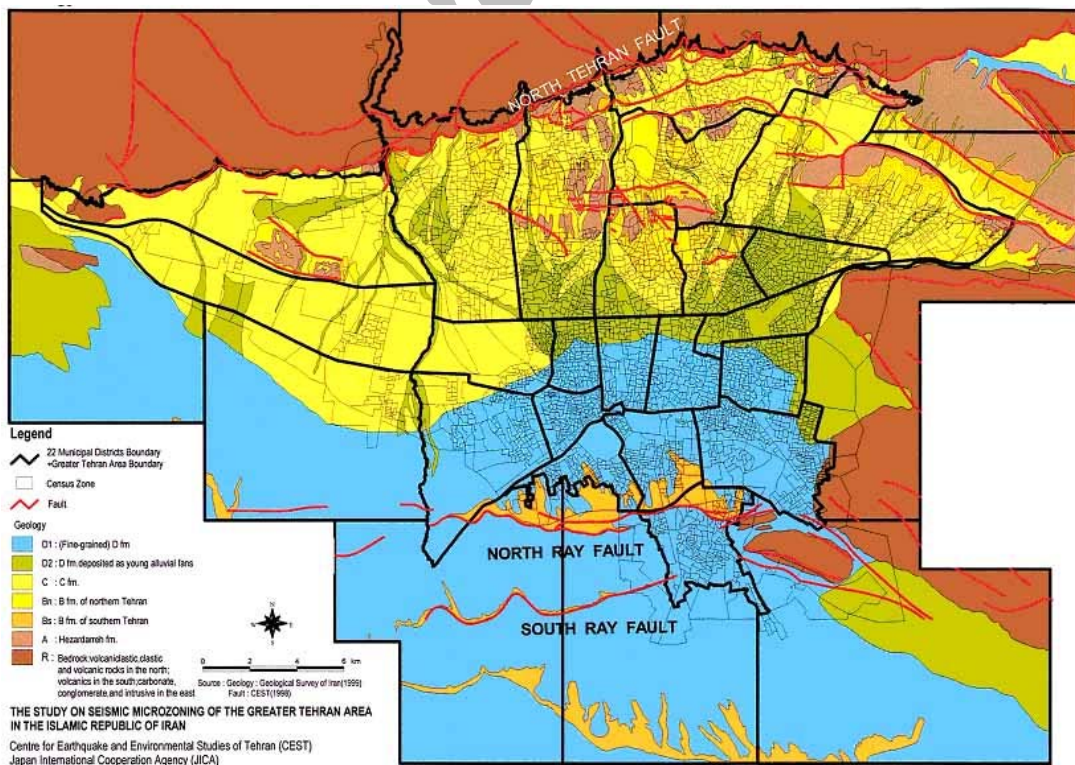 NORTH TEHRAN FAULT
NORTH RAY FAULT
SOUTH RAY FAULT
Legend
22 Municipal Districts Boundary
+Greater Tehran Area Boundary
Census Zone
Fault
Geology
D1 : (Fine-grained) D fm
D2 : D fm.deposited as young alluvial fans
C : C fm.
Bn : B fm. of northern Tehran
Bs : B fm. of southern Tehran
A : Hezardarreh fm.
R : Bedrock:volcaniclastic,clastic
and volcanic rocks in the north;
volcanics in the south;carbonate,
conglomerate,and intrusive in the east
N
W E
S
0 2 4 6 km
Source : Geology : Geological Survey of Iran(1999)
Fault : CEST(1998)
THE STUDY ON SEISMIC MICROZONING OF THE GREATER TEHRAN AREA
IN THE ISLAMIC REPUBLIC OF IRAN
Centre for Earthquake and Environmental Studies of Tehran (CEST)
Japan International Cooperation Agency (JICA)